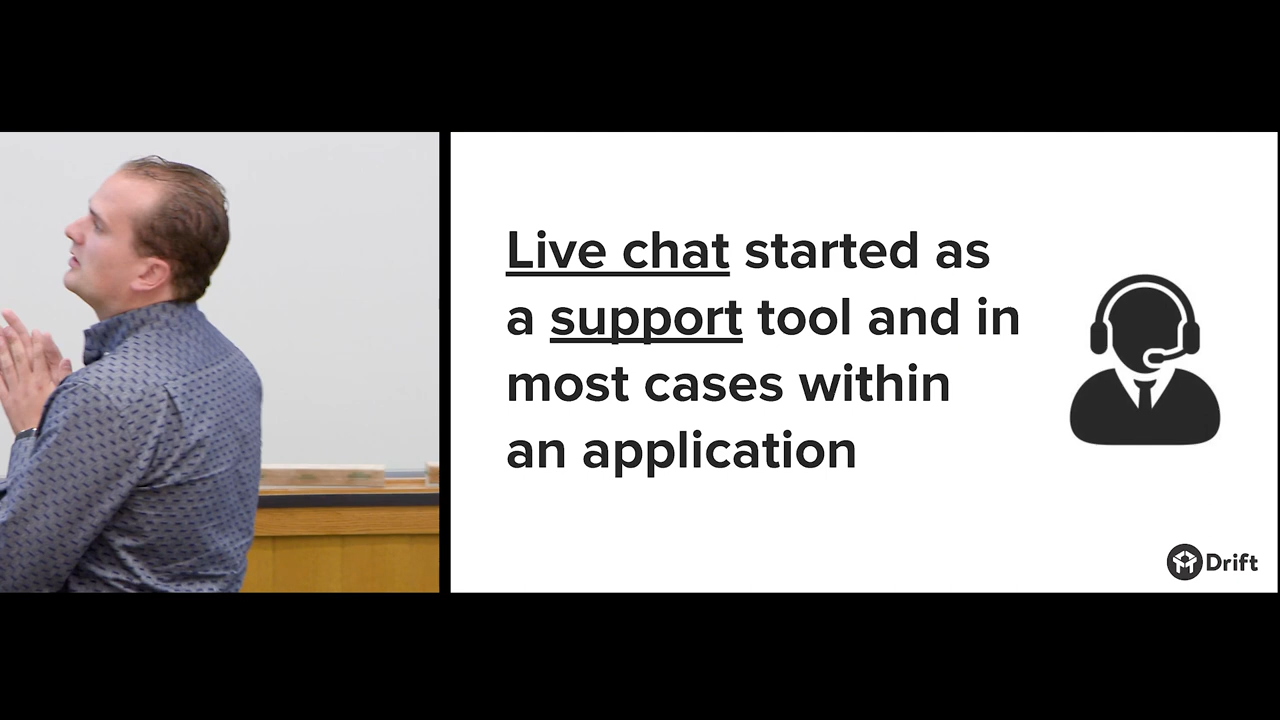 Live chat started as
a support tool and in
most cases within
an application
Drift